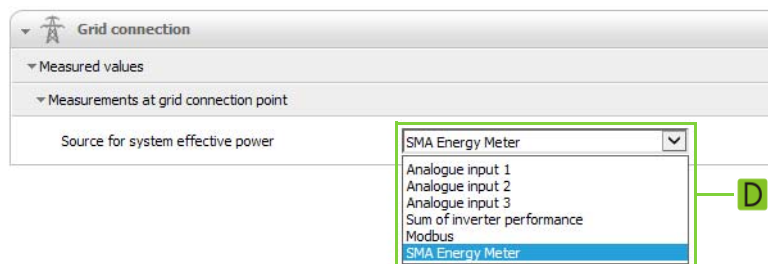 Grid connection
Measured values
Measurements at grid connection point
Source for system effective power
SMA Energy Meter
Analogue input 1
Analogue input 2
Analogue input 3
Sum of inverter performance
Modbus
SMA Energy Meter
D